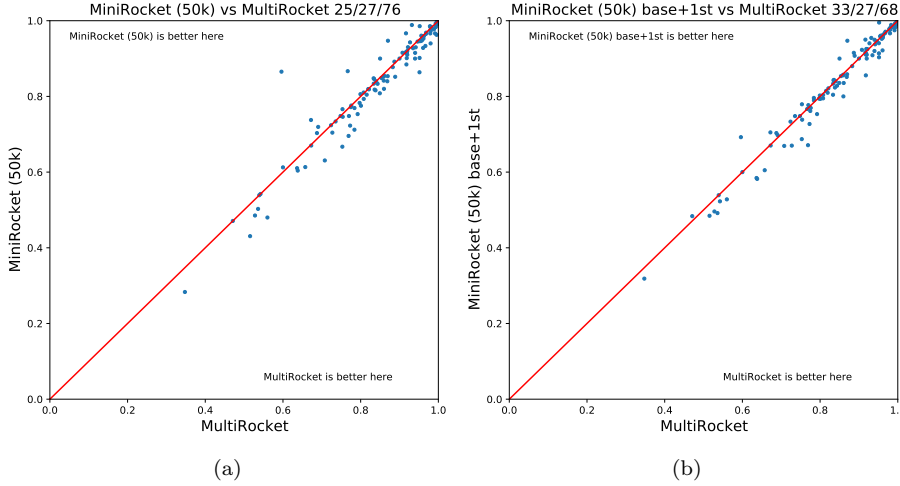 MiniRocket (50k) vs MultiRocket 25/27/76
1.0
MiniRocket (50k) is better here
0.8
0.6
0.4
0.2
0.0
MiniRocket (50k)
MultiRocket is better here
0.0
0.2
0.4
0.6
0.8
1.0
MultiRocket
(a)
MiniRocket (50k) base+1st vs MultiRocket 33/27/68
1.0
MiniRocket (50k) base+1st is better here
0.8
0.6
0.4
0.2
0.0
MiniRocket (50k) base+1st
MultiRocket is better here
0.0
0.2
0.4
0.6
0.8
1.
MultiRocket
(b)